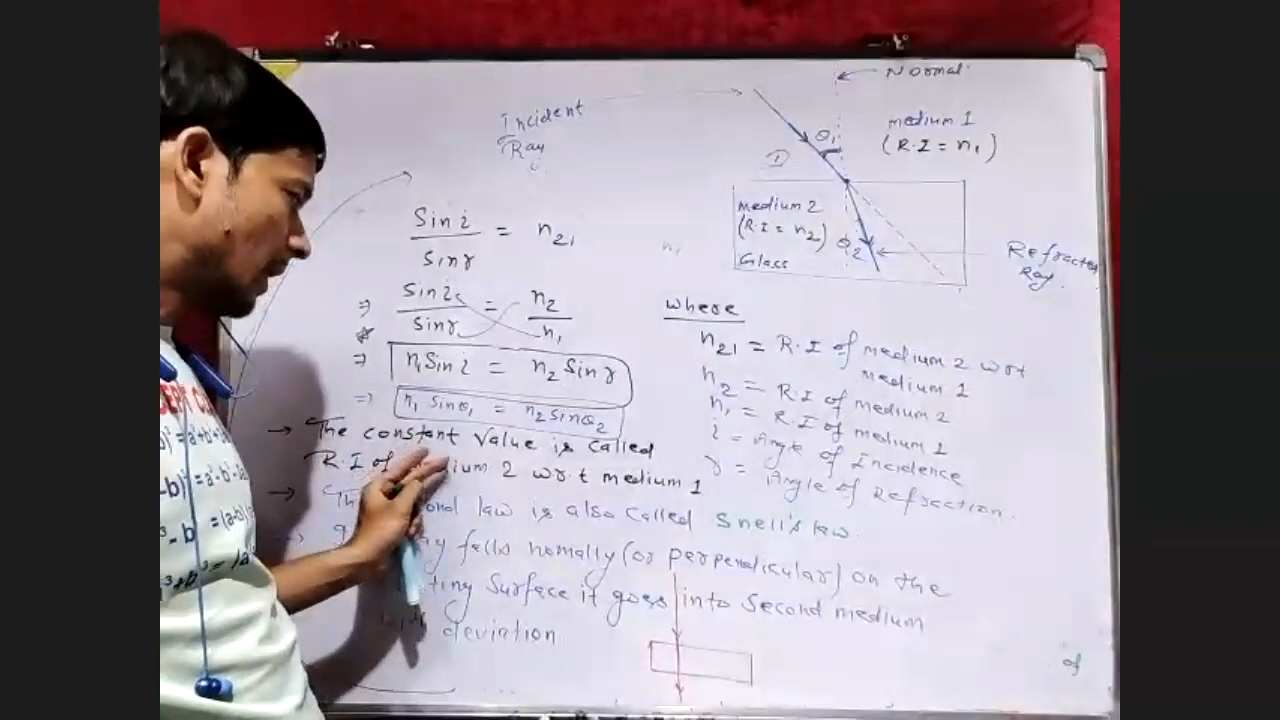 Normal
Incident
Ray
medium 1
(R.I = n₁)
θ₁
medium 2
(R.I = n₂)
Glass
θ₂
Ray
Sin i / sin r = n₂₁
n₁
⇒ sin i / sin r = n₂ / n₁
⇒ n₁ Sin i = n₂ Sin r
⇒ n₁ sinθ₁ = n₂ sinθ₂
→ The constant value is called
R.I of 2 w.r.t medium 1
→ law is also called Snell's law.
falls nomally (or perpendicular) on the
surface it goes into second medium
deviation
where
n₂₁ = R.I of medium 2 wrt
medium 1
n₂ = R.I of medium 2
n₁ = R.I of medium 1
i = Angle of Incidence
r = Angle of Refraction.
of